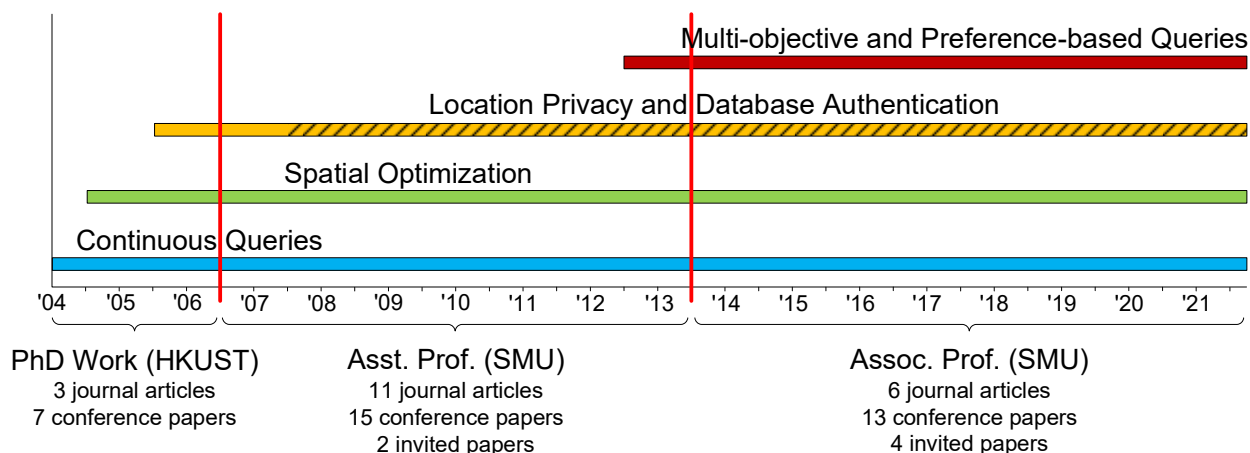 Multi-objective and Preference-based Queries
Location Privacy and Database Authentication
Spatial Optimization
Continuous Queries
'04 '05 '06 '07 '08 '09 '10 '11 '12 '13 '14 '15 '16 '17 '18 '19 '20 '21
PhD Work (HKUST)
3 journal articles
7 conference papers
Asst. Prof. (SMU)
11 journal articles
15 conference papers
2 invited papers
Assoc. Prof. (SMU)
6 journal articles
13 conference papers
4 invited papers